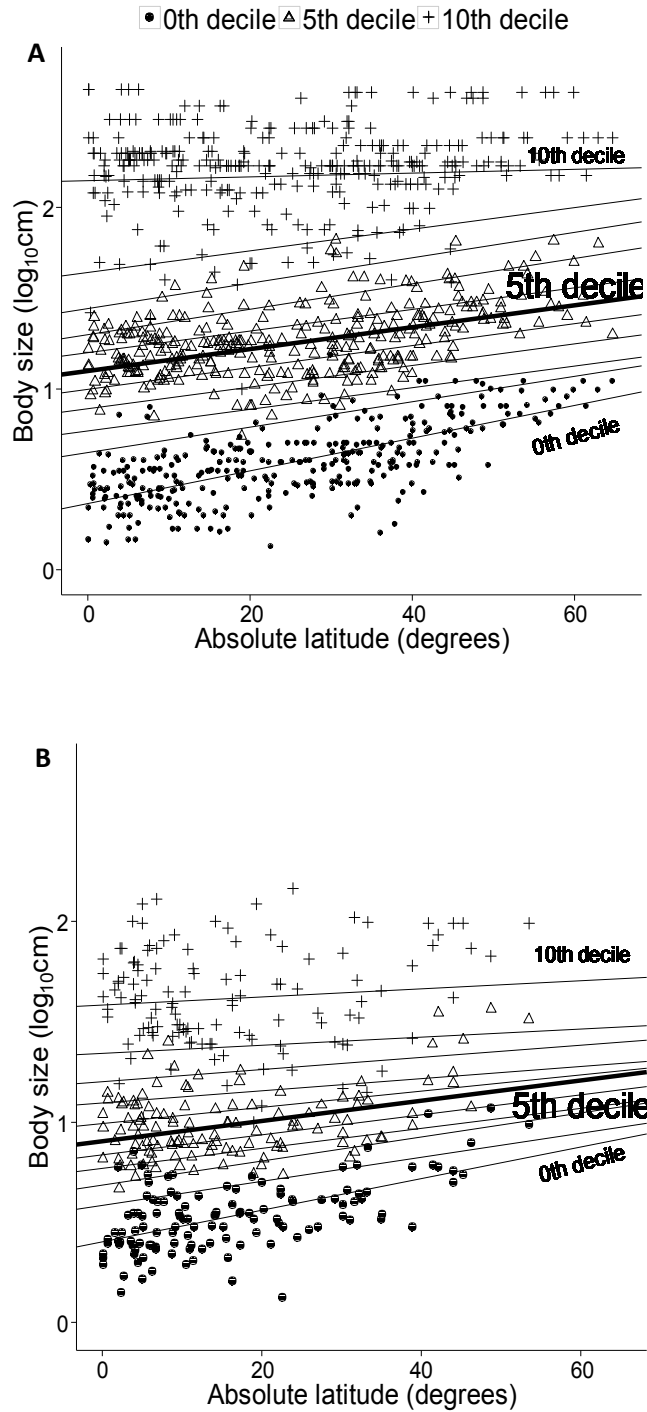 0th decile 5th decile 10th decile
A
10th decile
2
5th decile
1
0th decile
0
Body size (log10cm)
0 20 40 60
Absolute latitude (degrees)
B
2
10th decile
1
5th decile
0th decile
0
Body size (log10cm)
0 20 40 60
Absolute latitude (degrees)